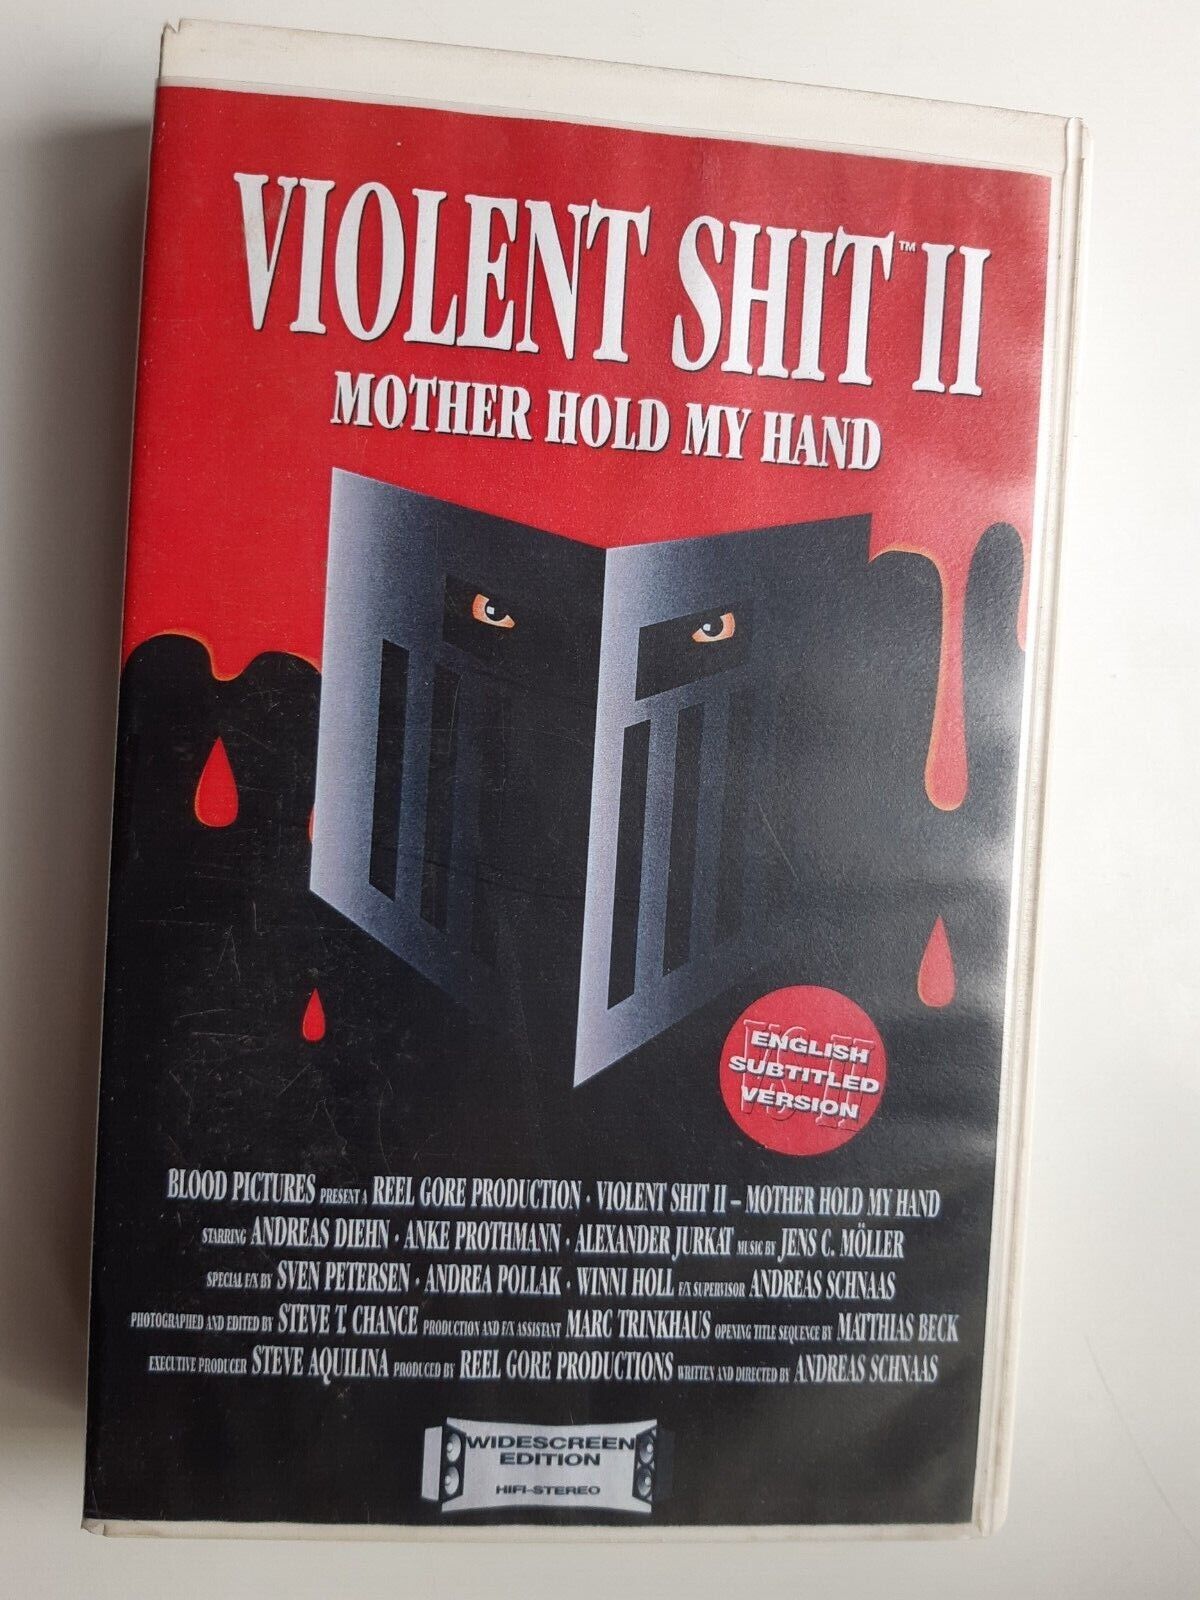 VIOLENT SHIT™ II
MOTHER HOLD MY HAND
ENGLISH
SUBTITLED
VERSION
VS II
BLOOD PICTURES PRESENT A REEL GORE PRODUCTION · VIOLENT SHIT II – MOTHER HOLD MY HAND
STARRING ANDREAS DIEHN · ANKE PROTHMANN · ALEXANDER JURKAT MUSIC BY JENS C. MÖLLER
SPECIAL F/X BY SVEN PETERSEN · ANDREA POLLAK · WINNI HOLL F/X SUPERVISOR ANDREAS SCHNAAS
PHOTOGRAPHED AND EDITED BY STEVE T. CHANCE PRODUCTION AND F/X ASSISTANT MARC TRINKHAUS OPENING TITLE SEQUENCE BY MATTHIAS BECK
EXECUTIVE PRODUCER STEVE AQUILINA PRODUCED BY REEL GORE PRODUCTIONS WRITTEN AND DIRECTED BY ANDREAS SCHNAAS
WIDESCREEN
EDITION
HIFI-STEREO